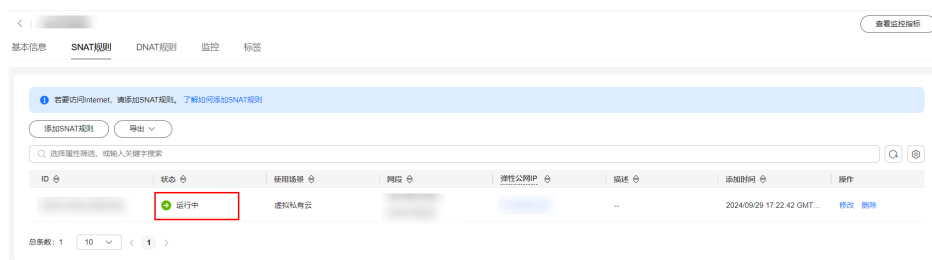 查看监控指标
基本信息 SNAT规则 DNAT规则 监控 标签
若要访问Internet，请添加SNAT规则。 了解如何添加SNAT规则
添加SNAT规则 导出
选择属性筛选，或输入关键字搜索
ID 状态 使用场景 网段 弹性公网IP 描述 添加时间 操作
运行中 虚拟私有云 -- 2024/09/29 17:22:42 GMT... 修改 删除
总条数：1 10 1